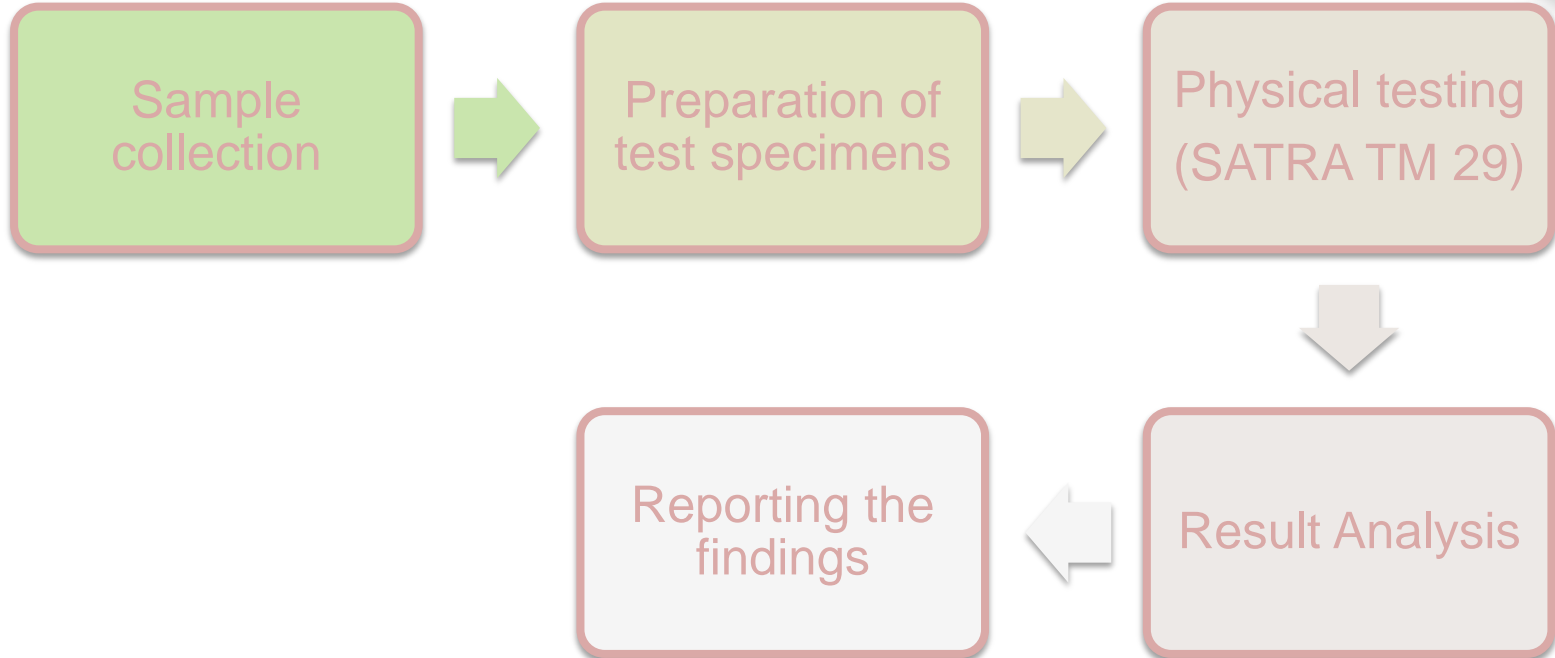 Sample
collection
Preparation of
test specimens
Physical testing
(SATRA TM 29)
Result Analysis
Reporting the
findings